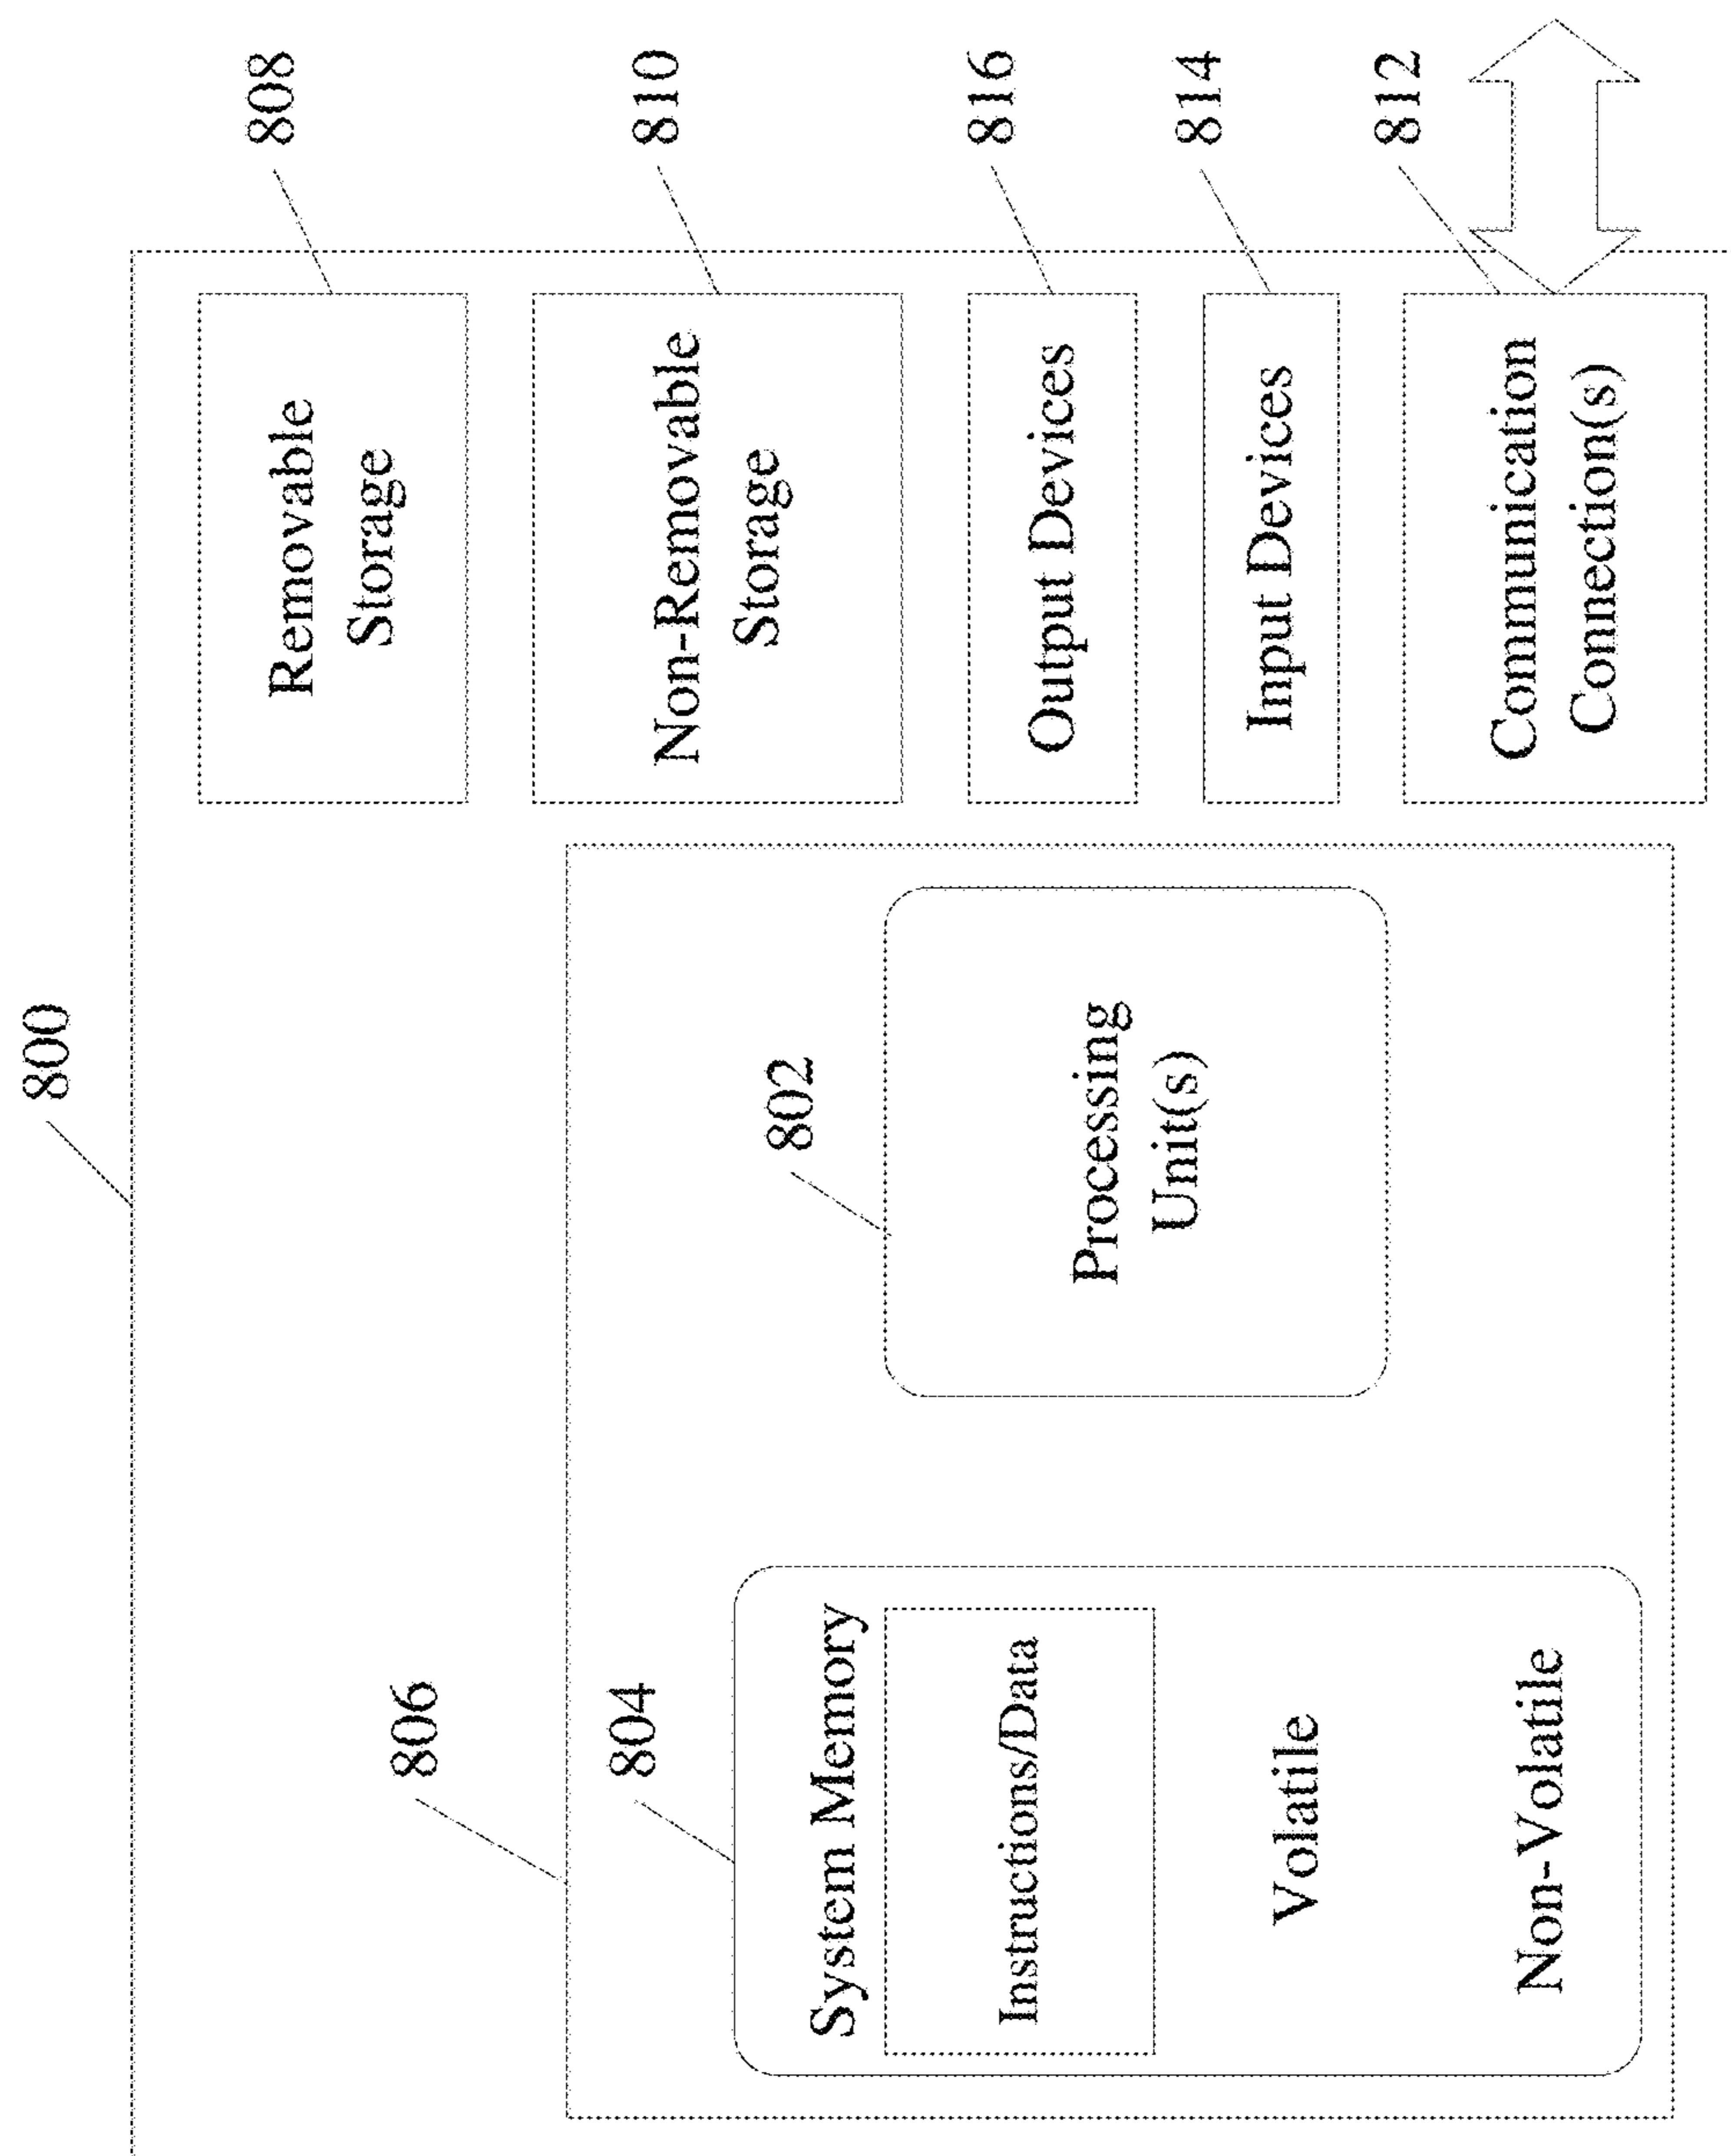 800
806
804
System Memory
Instructions/Data
Volatile
Non-Volatile
802
Processing
Unit(s)
Removable
Storage
808
Non-Removable
Storage
810
Output Devices
816
Input Devices
814
Communication
Connection(s)
812